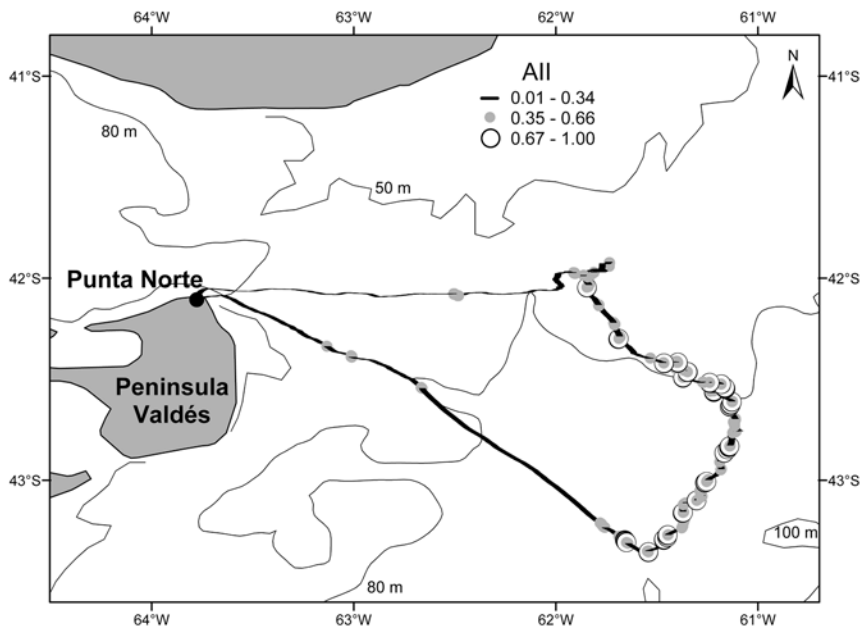 64°W 63°W 62°W 61°W
41°S 41°S
N
All
0.01 - 0.34
0.35 - 0.66
0.67 - 1.00
80 m
50 m
42°S 42°S
Punta Norte
Peninsula
Valdés
43°S 43°S
100 m
80 m
64°W 63°W 62°W 61°W